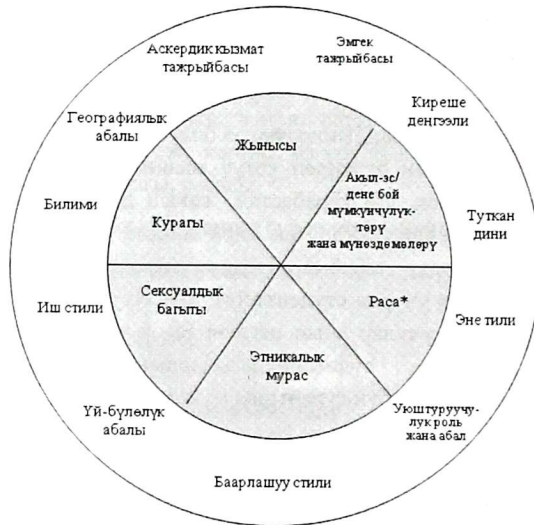 Аскердик кызмат
тажрыйбасы
Эмгек
тажрыйбасы
Киреше
деңгээли
Туткан
дини
Эне тили
Уюштуруучу-
лук роль
жана абал
Баарлашуу стили
Үй-бүлөлүк
абалы
Иш стили
Билими
Географиялык
абалы
Жынысы
Акыл-эс/
дене бой
мүмкүнчүлүк-
төрү
жана мүнөздөмөлөрү
Раса*
Этникалык
мурас
Сексуалдык
багыты
Курагы